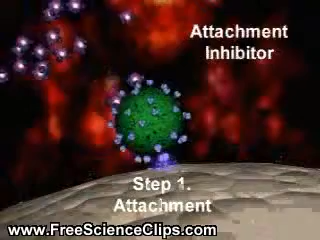 Attachment
Inhibitor
Step 1.
Attachment
www.FreeScienceClips.com